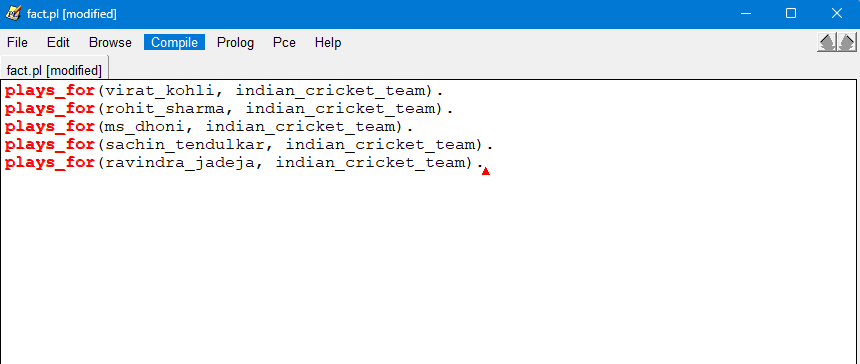 fact.pl [modified]
File Edit Browse Compile Prolog Pce Help
fact.pl [modified]
plays_for(virat_kohli, indian_cricket_team).
plays_for(rohit_sharma, indian_cricket_team).
plays_for(ms_dhoni, indian_cricket_team).
plays_for(sachin_tendulkar, indian_cricket_team).
plays_for(ravindra_jadeja, indian_cricket_team).